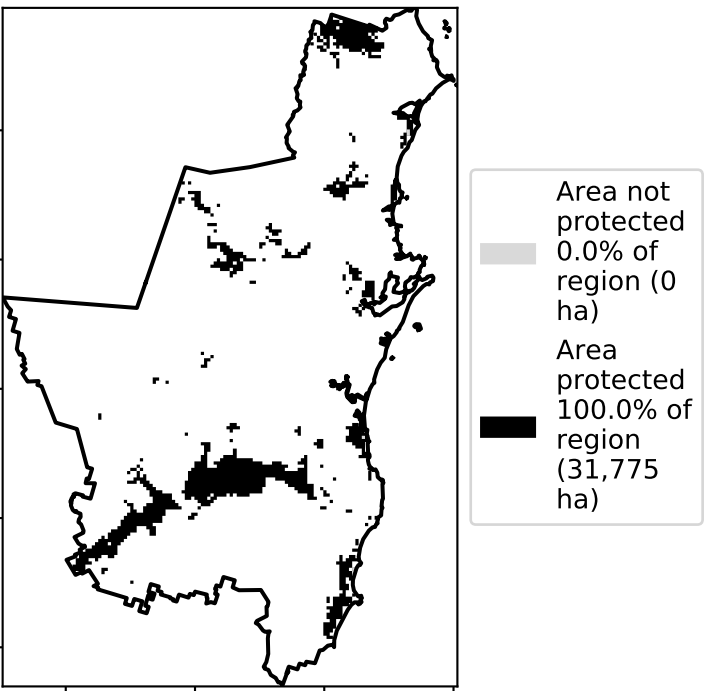 Area not
protected
0.0% of
region (0
ha)
Area
protected
100.0% of
region
(31,775
ha)